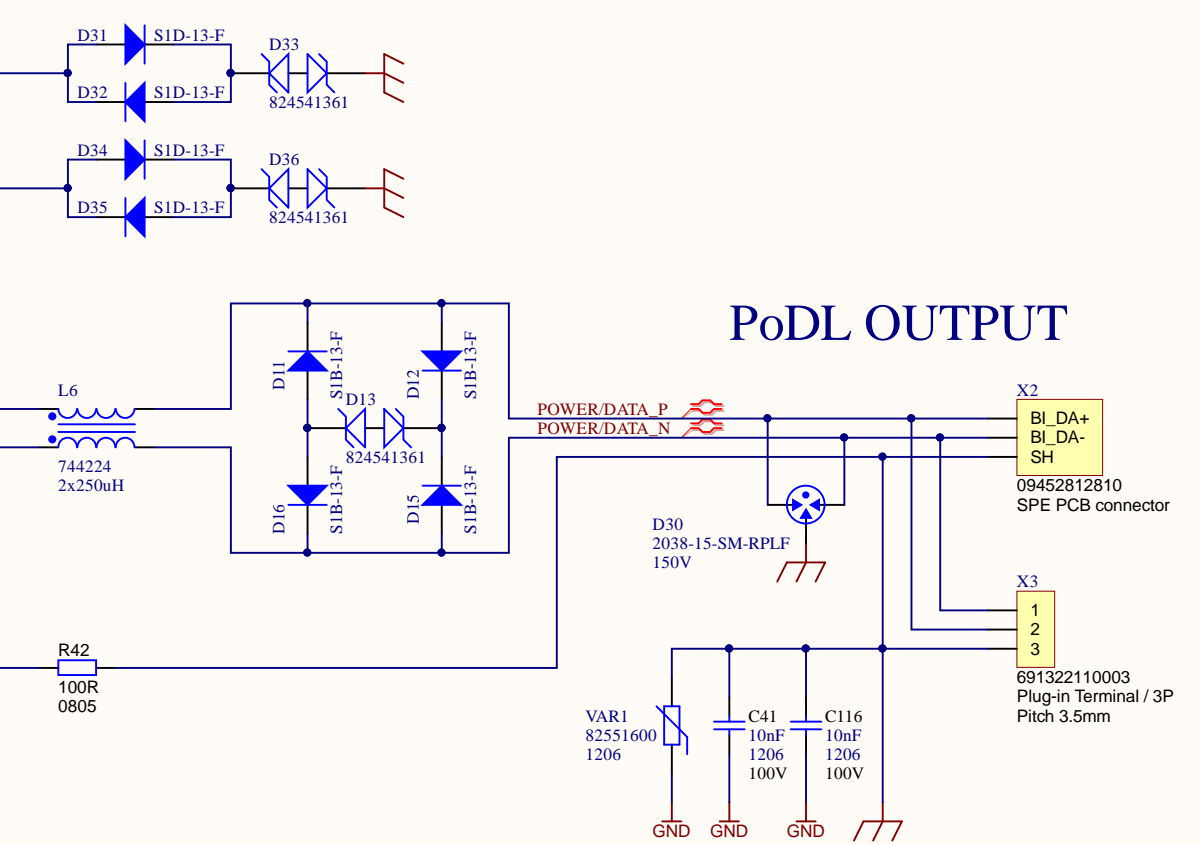 D31 S1D-13-F
D33
D32 S1D-13-F
824541361
D34 S1D-13-F
D36
D35 S1D-13-F
824541361
PoDL OUTPUT
D11
S1B-13-F
D12
S1B-13-F
L6
744224
2x250uH
D13
824541361
D16
S1B-13-F
D15
S1B-13-F
POWER/DATA_P
POWER/DATA_N
X2
BI_DA+
BI_DA-
SH
09452812810
SPE PCB connector
D30
2038-15-SM-RPLF
150V
X3
1
2
3
691322110003
Plug-in Terminal / 3P
Pitch 3.5mm
R42
100R
0805
VAR1
82551600
1206
C41
10nF
1206
100V
C116
10nF
1206
100V
GND
GND
GND